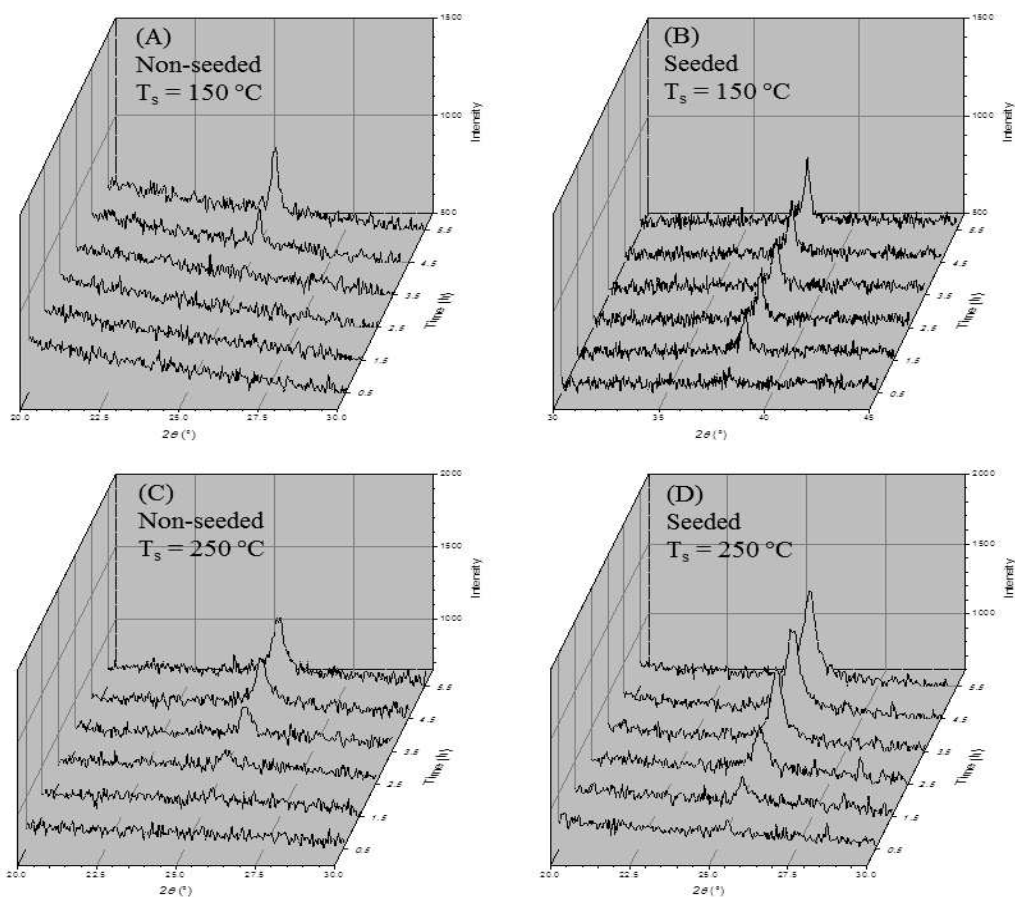 (A)
Non-seeded
Tₛ = 150 °C
1500
1000
500
Intensity
5.5
4.5
3.5
2.5
1.5
0.5
Time (h)
20.0 22.5 25.0 27.5 30.0
2θ (°)
(B)
Seeded
Tₛ = 150 °C
1500
1000
500
Intensity
5.5
4.5
3.5
2.5
1.5
0.5
Time (h)
30 35 40 45
2θ (°)
(C)
Non-seeded
Tₛ = 250 °C
2000
1500
1000
Intensity
5.5
4.5
3.5
2.5
1.5
0.5
Time (h)
20.0 22.5 25.0 27.5 30.0
2θ (°)
(D)
Seeded
Tₛ = 250 °C
2000
1500
1000
Intensity
5.5
4.5
3.5
2.5
1.5
0.5
Time (h)
20.0 22.5 25.0 27.5 30.0
2θ (°)